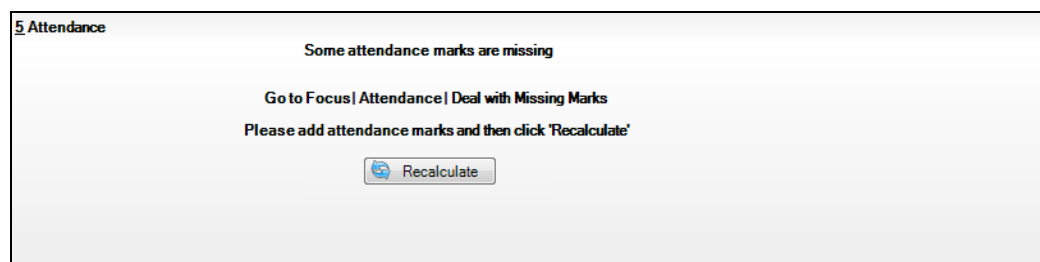 5 Attendance
Some attendance marks are missing
Go to Focus| Attendance| Deal with Missing Marks
Please add attendance marks and then click 'Recalculate'
Recalculate